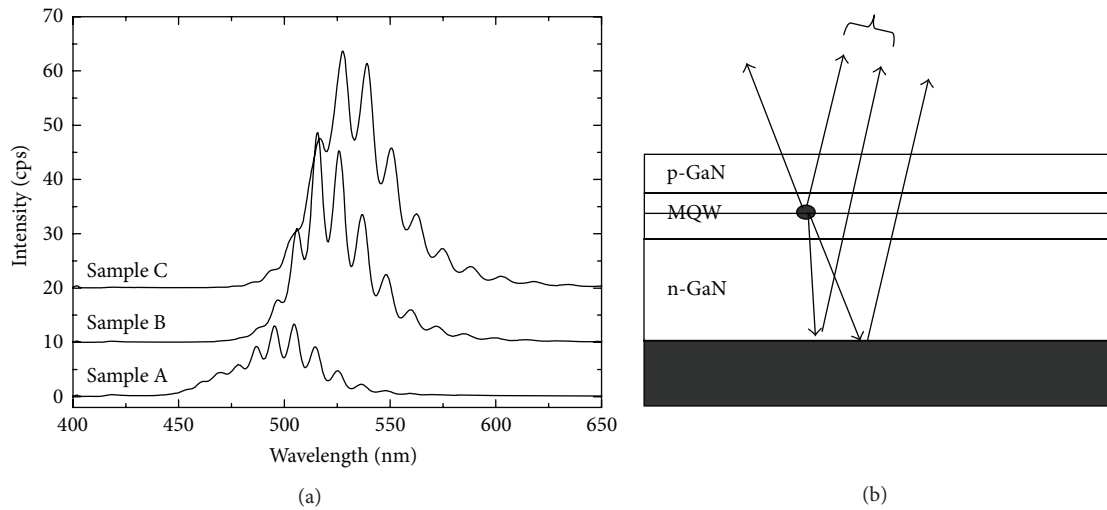 70
60
50
40
30
20
10
0
Intensity (cps)
Sample C
Sample B
Sample A
400
450
500
550
600
650
Wavelength (nm)
(a)
p-GaN
MQW
n-GaN
(b)